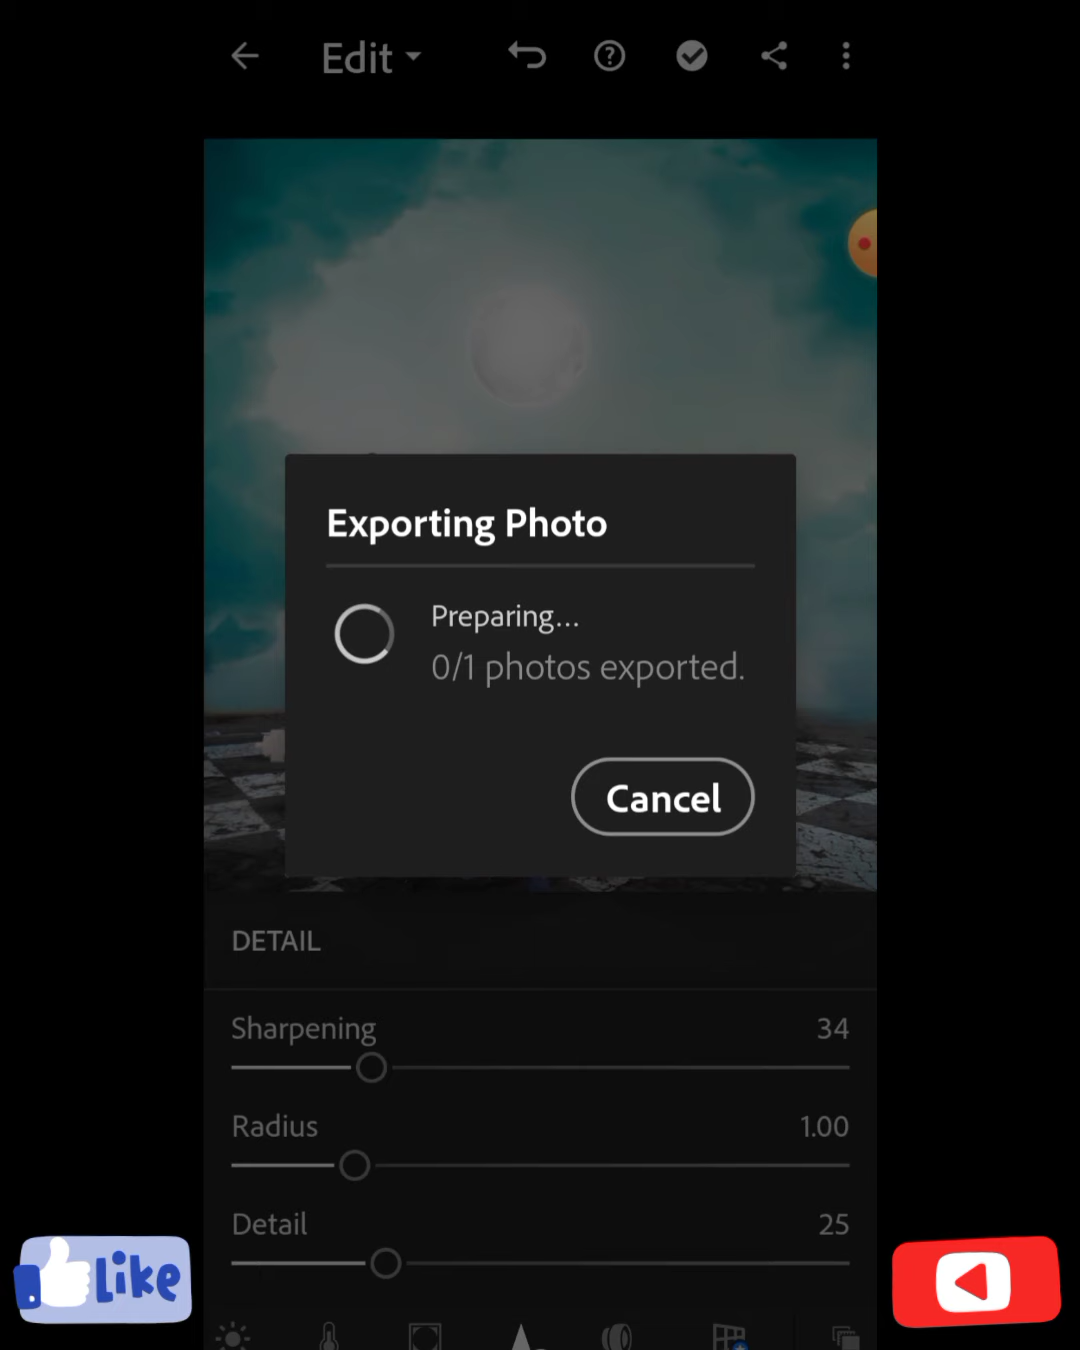 Edit
Exporting Photo
Preparing...
0/1 photos exported.
Cancel
DETAIL
Sharpening 34
Radius 1.00
Detail 25
Like